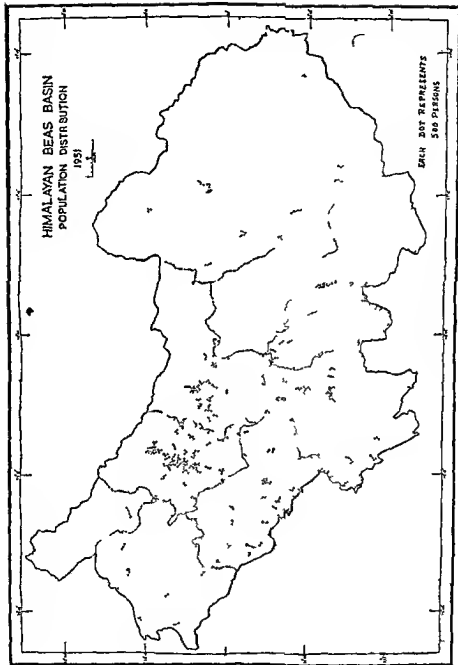 HIMALAYAN BEAS BASIN
POPULATION DISTRIBUTION
1951
EACH DOT REPRESENTS
500 PERSONS